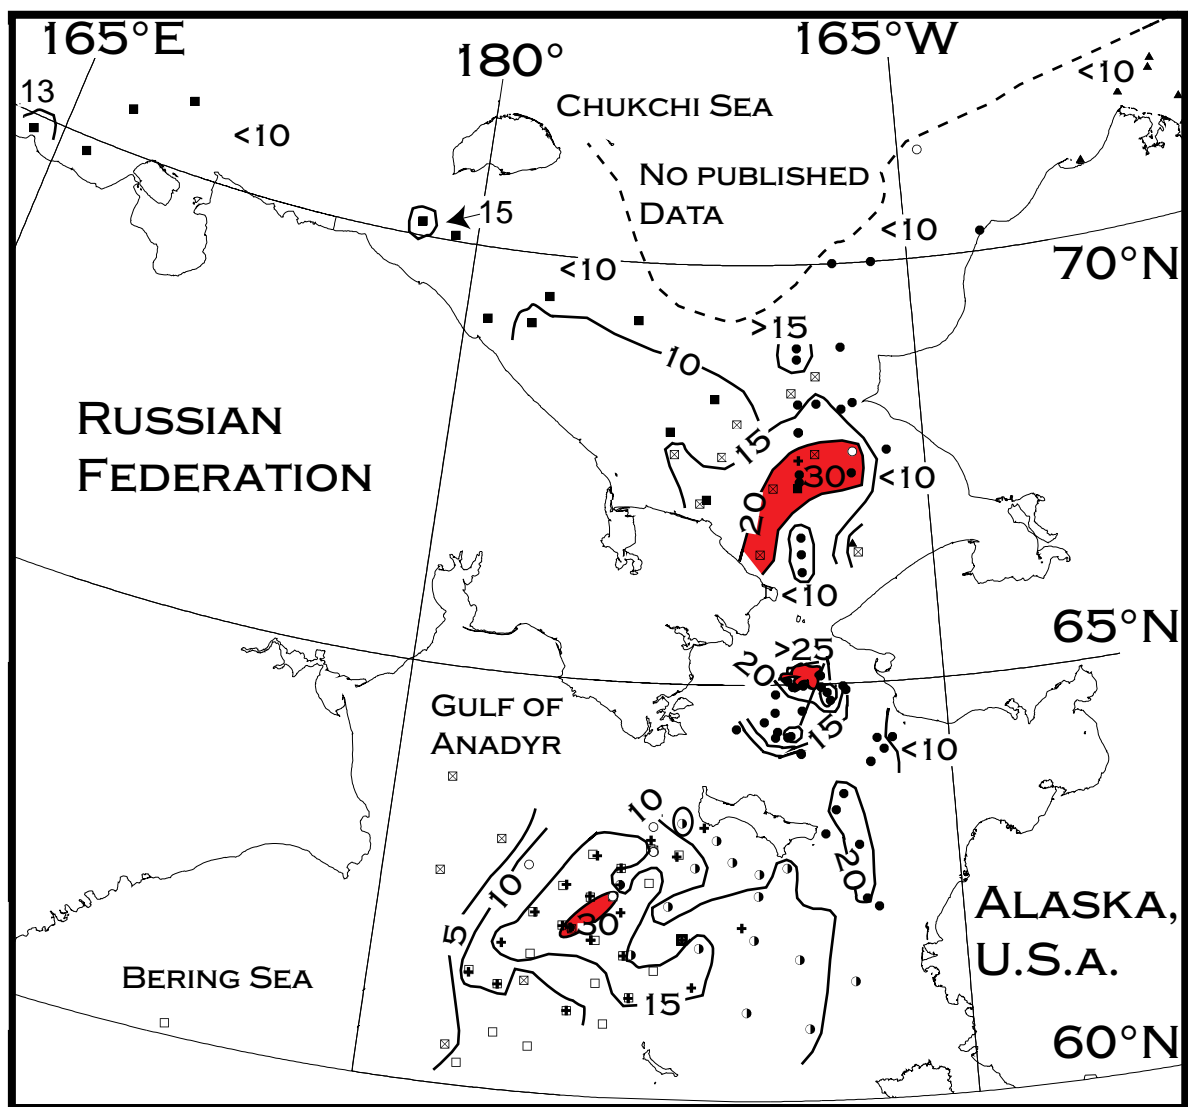 165°E
180°
165°W
13
<10
Chukchi Sea
<10
No published
Data
15
<10
<10
70°N
>15
10
Russian
Federation
15
30
<10
20
<10
65°N
>25
20
Gulf of
Anadyr
15
<10
10
10
20
5
30
Alaska,
U.S.A.
Bering Sea
15
60°N